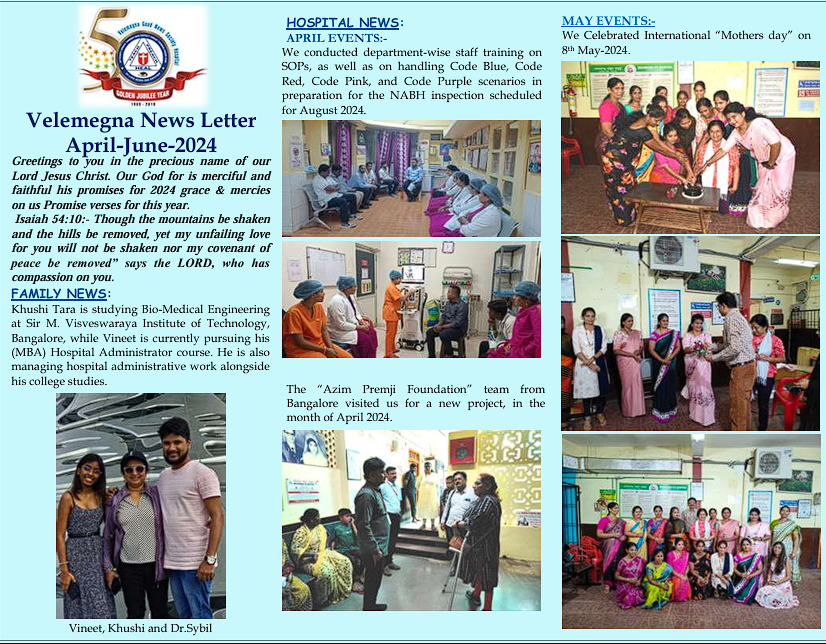 Velemegna Good News Society Hospital
HEAL
GOLDEN JUBILEE YEAR
Velemegna News Letter
April-June-2024
Greetings to you in the precious name of our
Lord Jesus Christ. Our God for is merciful and
faithful his promises for 2024 grace & mercies
on us Promise verses for this year.
Isaiah 54:10:- Though the mountains be shaken
and the hills be removed, yet my unfailing love
for you will not be shaken nor my covenant of
peace be removed” says the LORD, who has
compassion on you.
FAMILY NEWS:
Khushi Tara is studying Bio-Medical Engineering
at Sir M. Visveswaraya Institute of Technology,
Bangalore, while Vineet is currently pursuing his
(MBA) Hospital Administrator course. He is also
managing hospital administrative work alongside
his college studies.
Vineet, Khushi and Dr.Sybil
HOSPITAL NEWS:
APRIL EVENTS:-
We conducted department-wise staff training on
SOPs, as well as on handling Code Blue, Code
Red, Code Pink, and Code Purple scenarios in
preparation for the NABH inspection scheduled
for August 2024.
The “Azim Premji Foundation” team from
Bangalore visited us for a new project, in the
month of April 2024.
MAY EVENTS:-
We Celebrated International “Mothers day” on
8th May-2024.